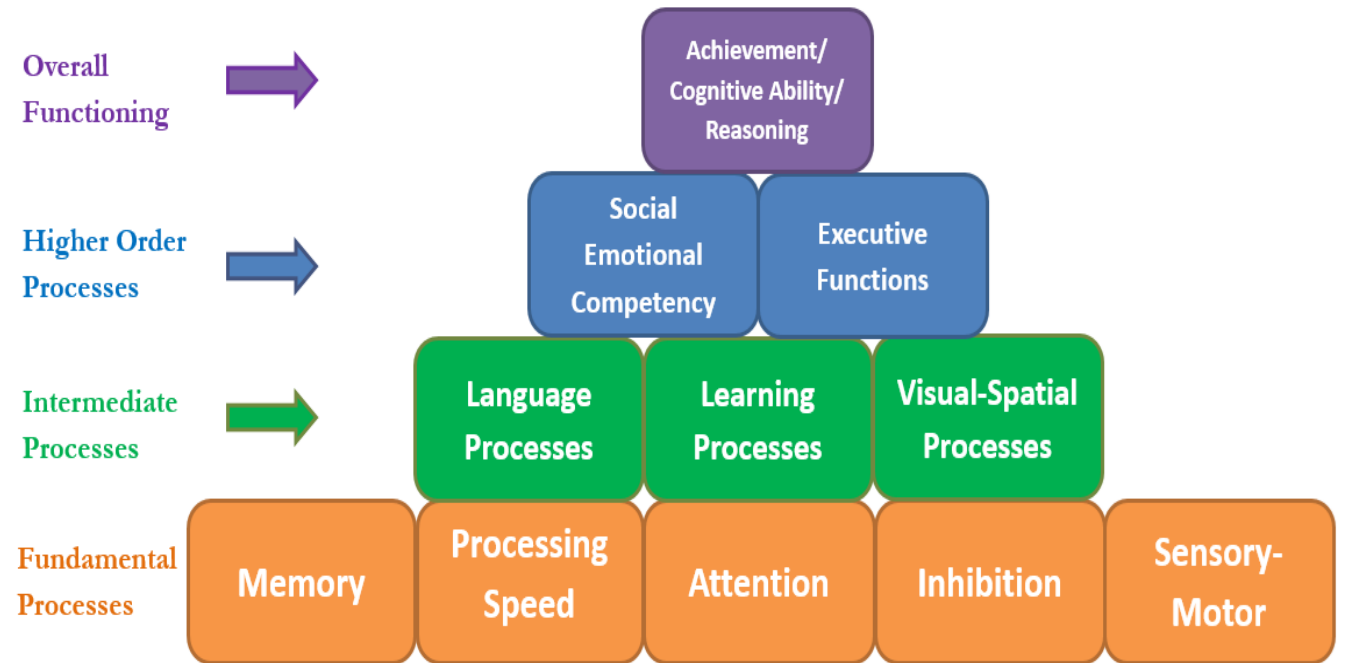 Overall
Functioning
Achievement/
Cognitive Ability/
Reasoning
Higher Order
Processes
Social
Emotional
Competency
Executive
Functions
Intermediate
Processes
Language
Processes
Learning
Processes
Visual-Spatial
Processes
Fundamental
Processes
Memory
Processing
Speed
Attention
Inhibition
Sensory-
Motor